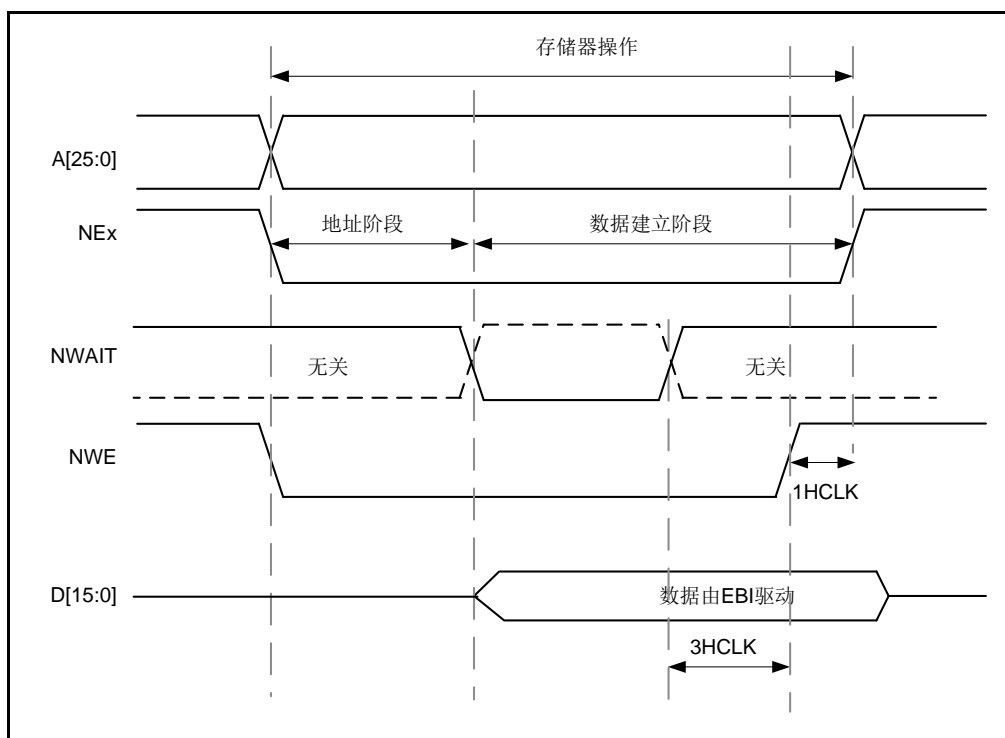 存储器操作
A[25:0]
NEx
地址阶段
数据建立阶段
NWAIT
无关
无关
NWE
1HCLK
D[15:0]
数据由EBI驱动
3HCLK